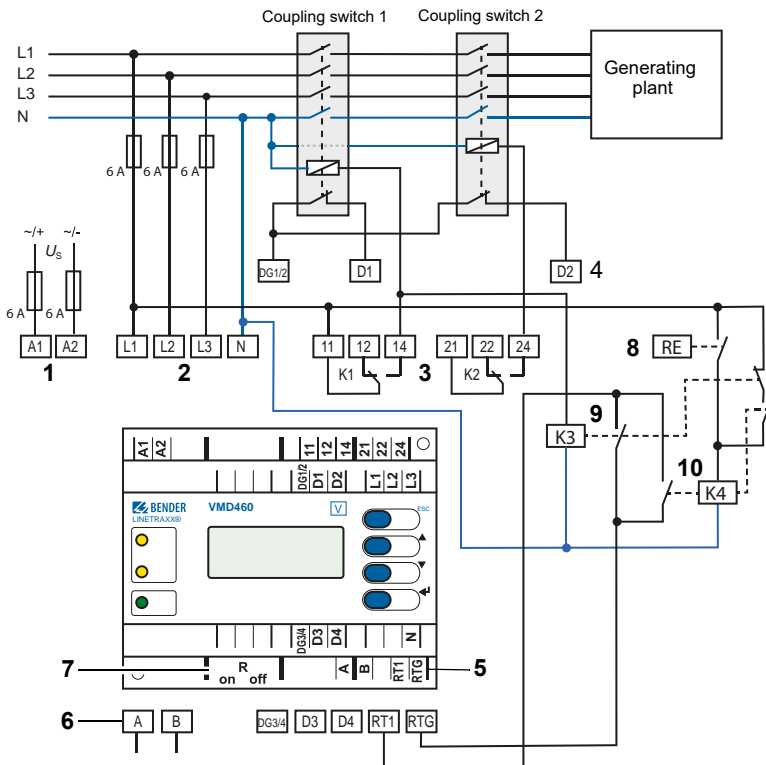 Coupling switch 1 Coupling switch 2
L1
L2
L3
N
Generating
plant
6 A 6 A 6 A
~/+ ~/-
US
6 A 6 A
DG1/2 D1 D2 4
A1 A2 L1 L2 L3 N 11 12 14 21 22 24 8 RE
1 2 K1 3 K2
9
K3
10
K4
A1 A2 11 12 14 21 22 24
DG1/2 D1 D2 L1 L2 L3
BENDER VMD460 V ESC
LINETRAXX®
DG3/4 D3 D4 N
7 R A B RT1 RTG 5
on off
6 A B DG3/4 D3 D4 RT1 RTG